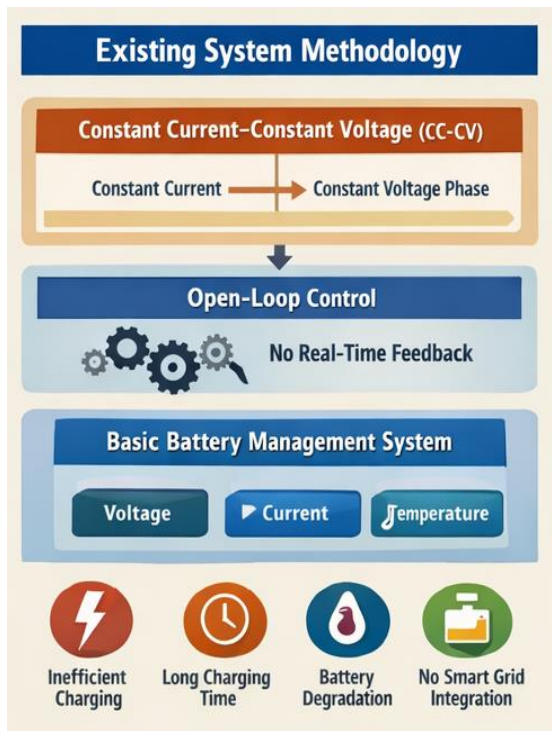 Existing System Methodology
Constant Current–Constant Voltage (CC-CV)
Constant Current Constant Voltage Phase
Open-Loop Control
No Real-Time Feedback
Basic Battery Management System
Voltage Current Temperature
Inefficient Charging
Long Charging Time
Battery Degradation
No Smart Grid Integration